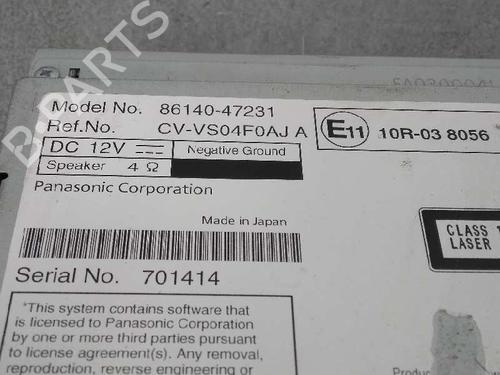 Model No. 86140-47231
Ref.No. CV-VS04F0AJ A
DC 12V Negative Ground
Speaker 4 Ω
Panasonic Corporation
E11 10R-03 8056
Made in Japan
CLASS 1
LASER
Serial No. 701414
"This system contains software that
is licensed to Panasonic Corporation
by one or more third parties pursuant
to license agreement(s). Any removal,
reproduction, reverse engineering or
B-PARTS